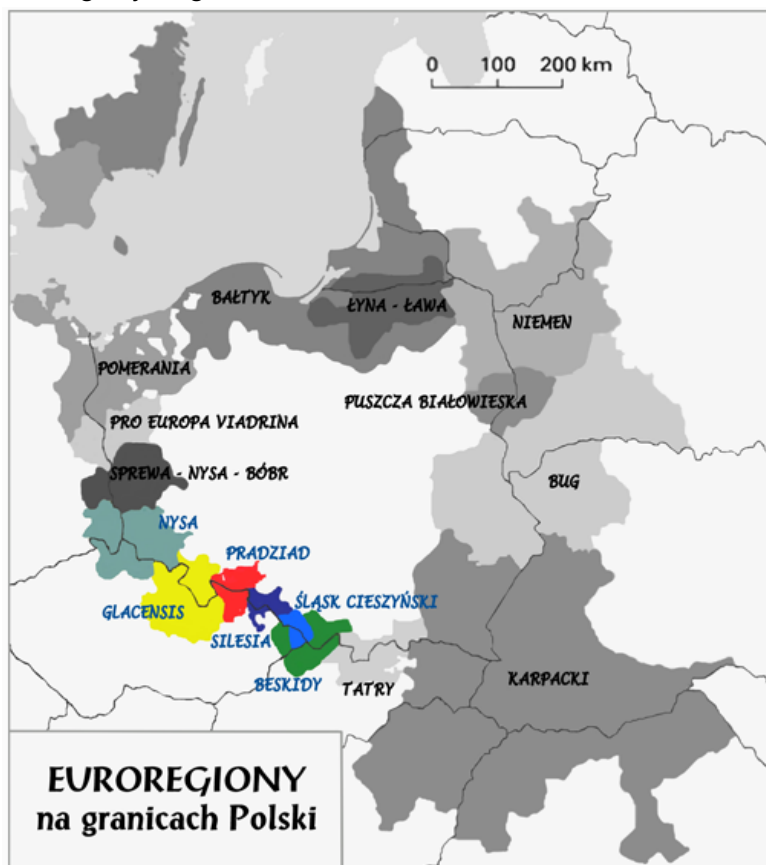 0 100 200 km
BAŁTYK
ŁYNA - ŁAWA
NIEMEN
POMERANIA
PUSZCZA BIAŁOWIESKA
PRO EUROPA VIADRINA
SPREWA - NYSA - BÓBR
BUG
NYSA
PRADZIAD
GLACENSIS
ŚLĄSK CIESZYŃSKI
SILESIA
BESKIDY
TATRY
KARPACKI
EUROREGIONY
na granicach Polski